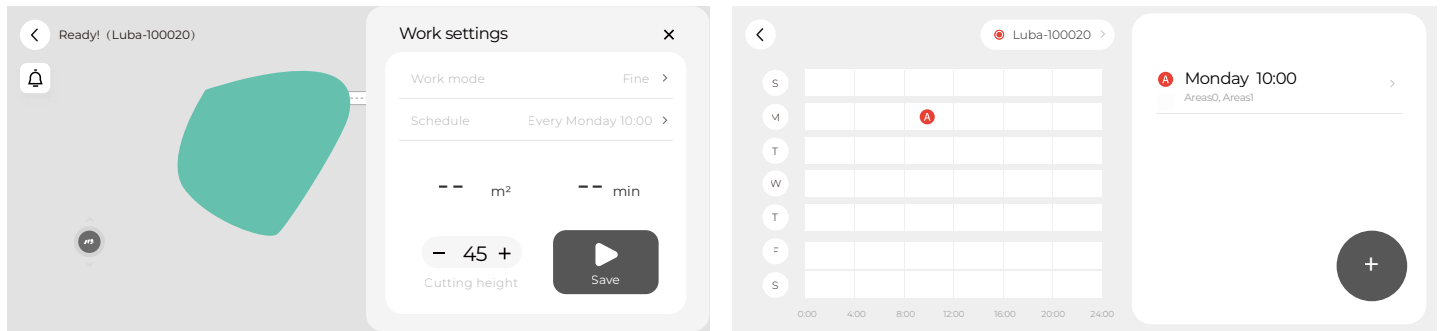 Ready! (Luba-100020)
Work settings
Work mode Fine
Schedule Every Monday 10:00
-- m² -- min
− 45 +
Cutting height
Save
Luba-100020
S
M
A
T
W
T
F
S
0:00 4:00 8:00 12:00 16:00 20:00 24:00
A Monday 10:00
Areas0, Areas1
+